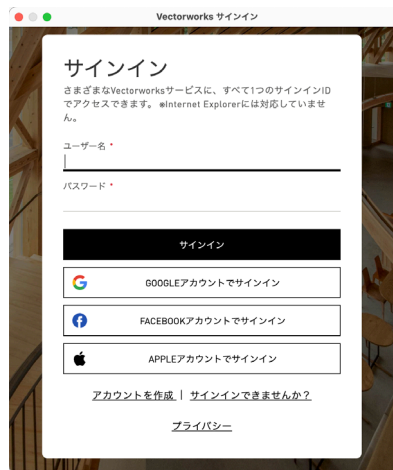 Vectorworks サインイン
サインイン
さまざまなVectorworksサービスに、すべて1つのサインインID
でアクセスできます。 ※Internet Explorerには対応していませ
ん。
ユーザー名 *
パスワード *
サインイン
GOOGLEアカウントでサインイン
FACEBOOKアカウントでサインイン
APPLEアカウントでサインイン
アカウントを作成 | サインインできませんか？
プライバシー